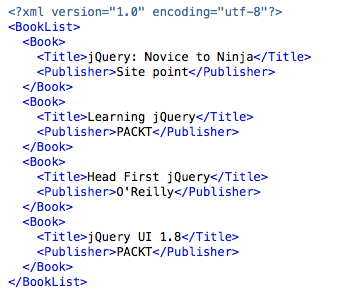 <?xml version="1.0" encoding="utf-8"?>
<BookList>
  <Book>
    <Title>jQuery: Novice to Ninja</Title>
    <Publisher>Site point</Publisher>
  </Book>
  <Book>
    <Title>Learning jQuery</Title>
    <Publisher>PACKT</Publisher>
  </Book>
  <Book>
    <Title>Head First jQuery</Title>
    <Publisher>O'Reilly</Publisher>
  </Book>
  <Book>
    <Title>jQuery UI 1.8</Title>
    <Publisher>PACKT</Publisher>
  </Book>
</BookList>